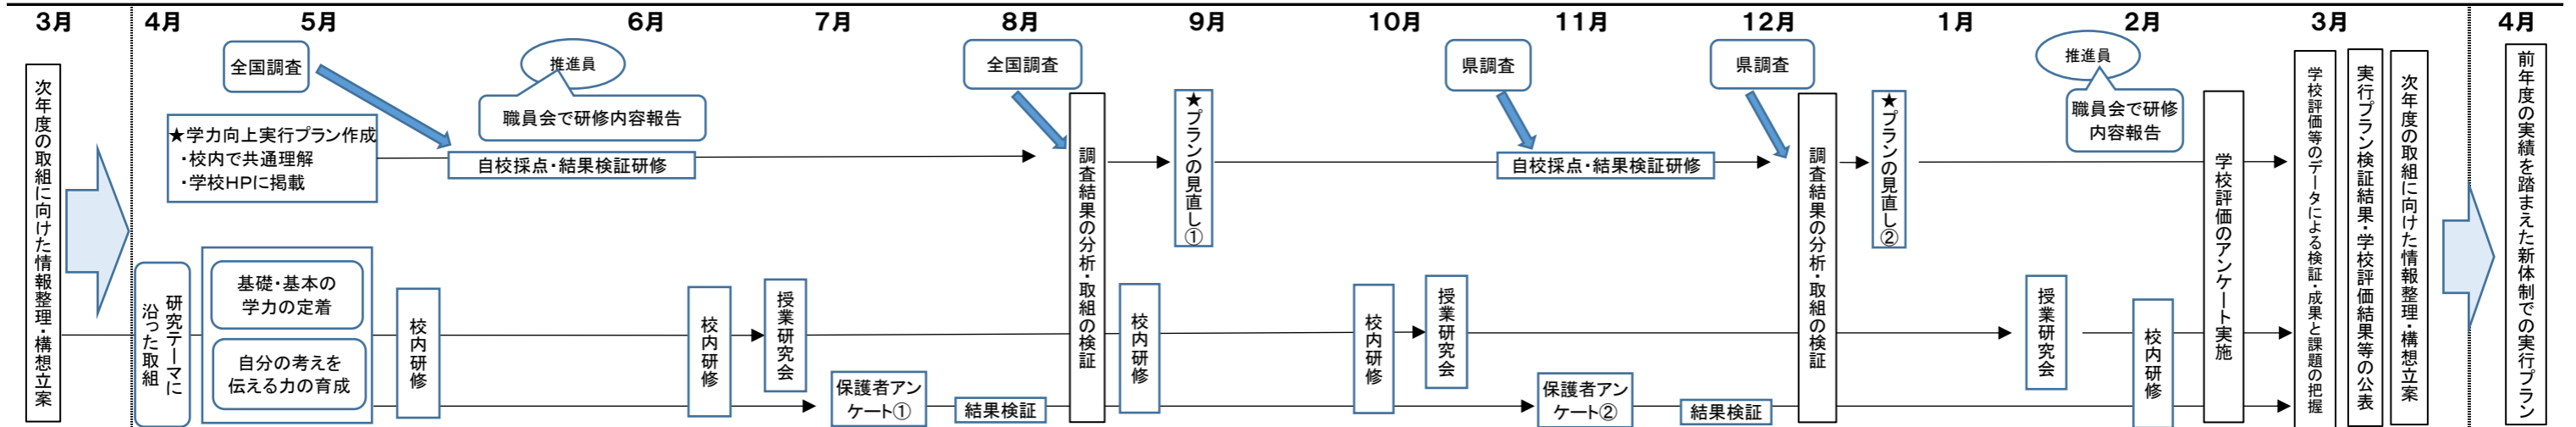 3月
4月
5月
6月
7月
8月
9月
10月
11月
12月
1月
2月
3月
4月
次年度の取組に向けた情報整理・構想立案
全国調査
★学力向上実行プラン作成
・校内で共通理解
・学校HPに掲載
推進員
職員会で研修内容報告
自校採点・結果検証研修
研究テーマに
沿った取組
基礎・基本の
学力の定着
自分の考えを
伝える力の育成
校内研修
校内研修
授業研究会
保護者アン
ケート①
結果検証
全国調査
調査結果の分析・取組の検証
★プランの見直し①
校内研修
校内研修
授業研究会
県調査
自校採点・結果検証研修
保護者アン
ケート②
結果検証
県調査
調査結果の分析・取組の検証
★プランの見直し②
推進員
職員会で研修
内容報告
授業研究会
校内研修
学校評価のアンケート実施
学校評価等のデータによる検証・成果と課題の把握
実行プラン検証結果・学校評価結果等の公表
次年度の取組に向けた情報整理・構想立案
前年度の実績を踏まえた新体制での実行プラン